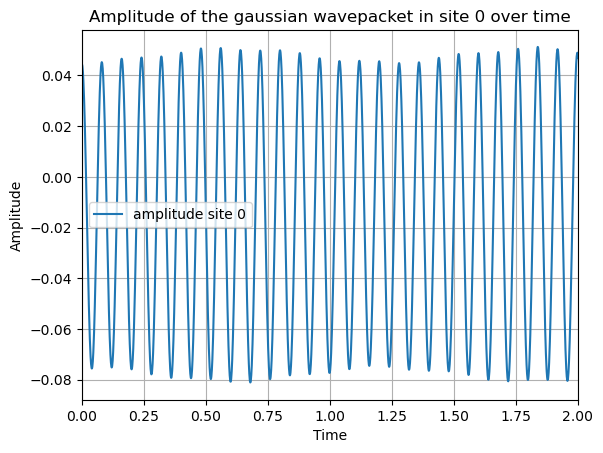 Amplitude of the gaussian wavepacket in site 0 over time
0.04
0.02
0.00
−0.02
−0.04
−0.06
−0.08
Amplitude
amplitude site 0
0.00 0.25 0.50 0.75 1.00 1.25 1.50 1.75 2.00
Time